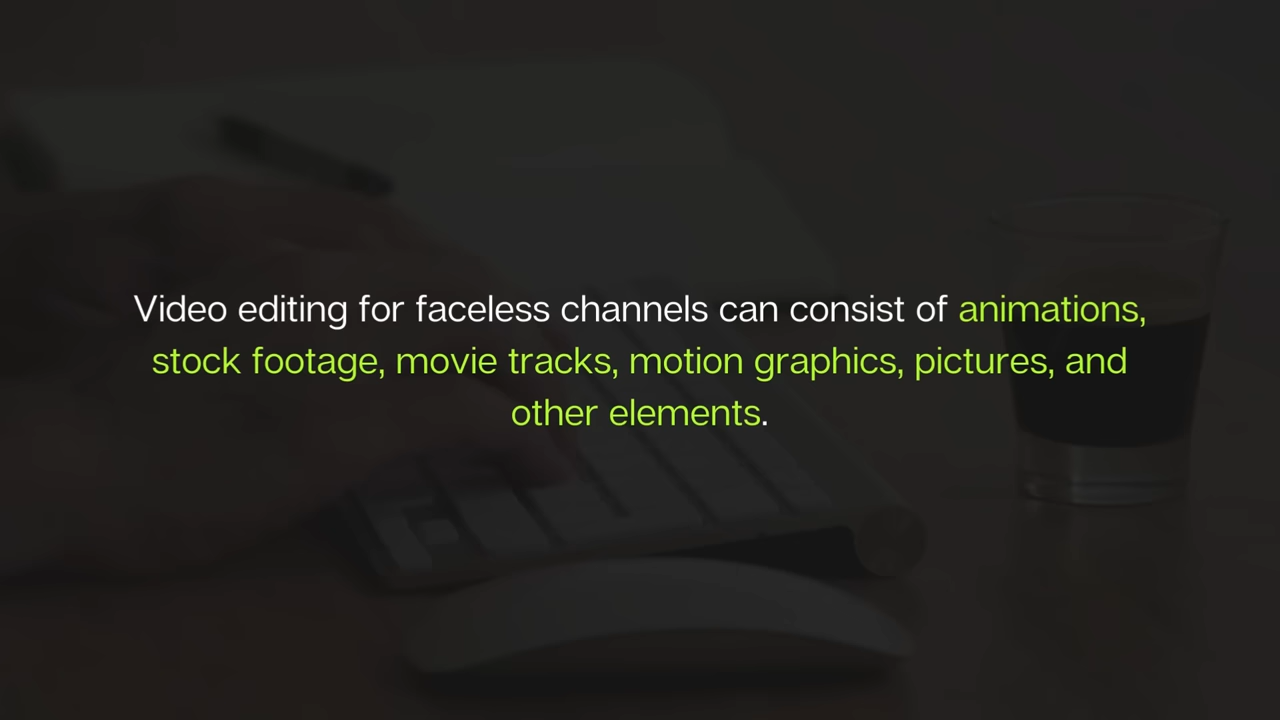 Video editing for faceless channels can consist of animations,
stock footage, movie tracks, motion graphics, pictures, and
other elements.